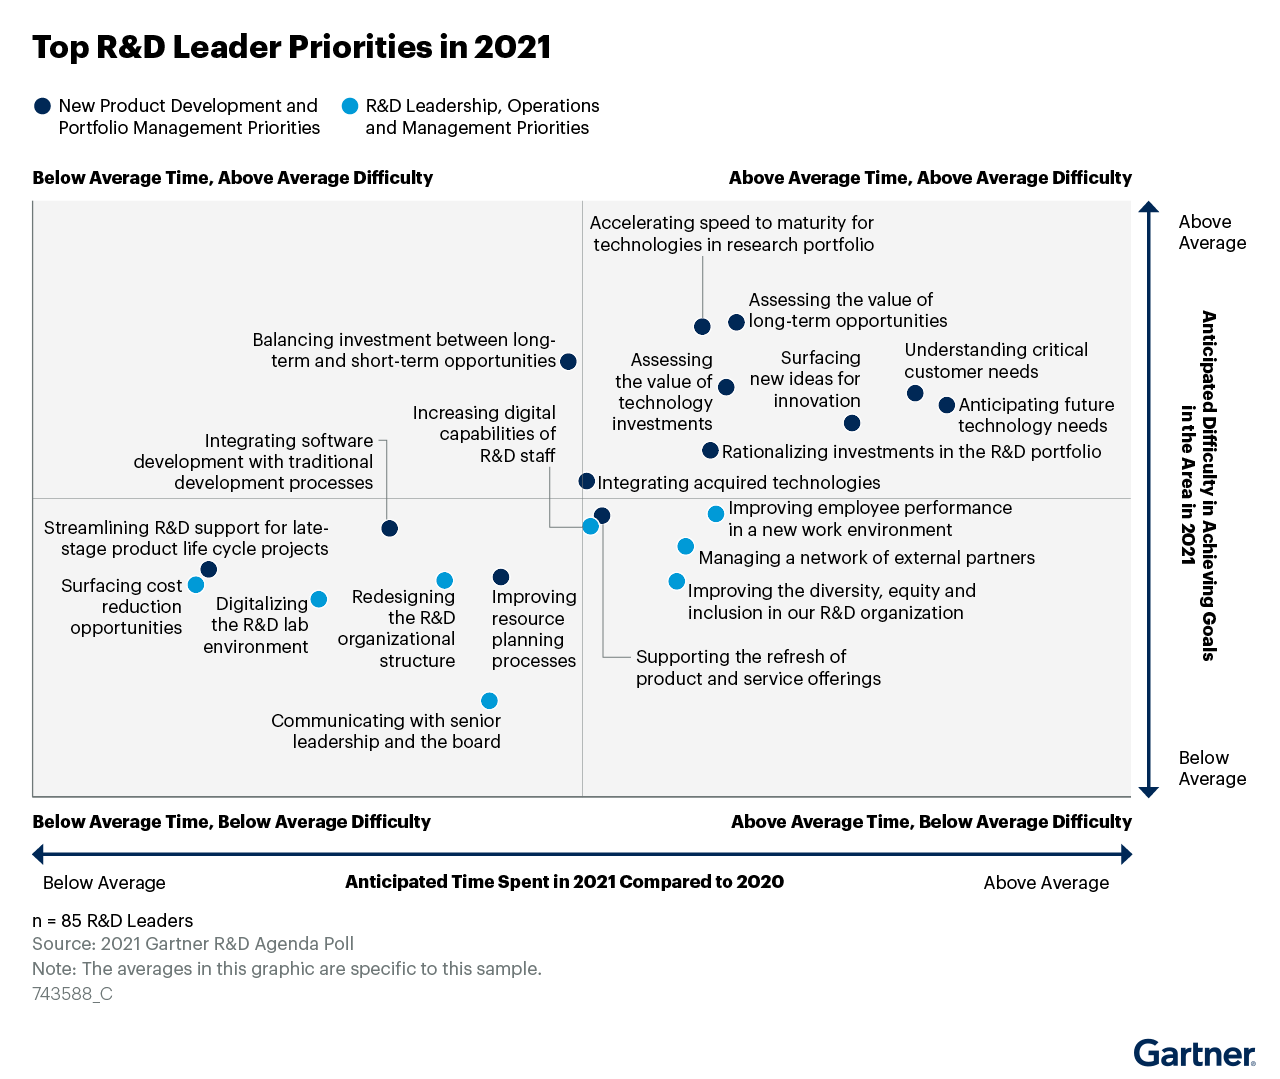 Top R&D Leader Priorities in 2021
New Product Development and
Portfolio Management Priorities
R&D Leadership, Operations
and Management Priorities
Below Average Time, Above Average Difficulty
Above Average Time, Above Average Difficulty
Accelerating speed to maturity for
technologies in research portfolio
Assessing the value of
long-term opportunities
Balancing investment between long-
term and short-term opportunities
Assessing
the value of
technology
investments
Surfacing
new ideas for
innovation
Understanding critical
customer needs
Anticipating future
technology needs
Increasing digital
capabilities of
R&D staff
Integrating software
development with traditional
development processes
Rationalizing investments in the R&D portfolio
Integrating acquired technologies
Improving employee performance
in a new work environment
Streamlining R&D support for late-
stage product life cycle projects
Managing a network of external partners
Surfacing cost
reduction
opportunities
Digitalizing
the R&D lab
environment
Redesigning
the R&D
organizational
structure
Improving
resource
planning
processes
Improving the diversity, equity and
inclusion in our R&D organization
Supporting the refresh of
product and service offerings
Communicating with senior
leadership and the board
Above
Average
Anticipated Difficulty in Achieving Goals
in the Area in 2021
Below
Average
Below Average Time, Below Average Difficulty
Above Average Time, Below Average Difficulty
Below Average
Anticipated Time Spent in 2021 Compared to 2020
Above Average
n = 85 R&D Leaders
Source: 2021 Gartner R&D Agenda Poll
Note: The averages in this graphic are specific to this sample.
743588_C
Gartner®